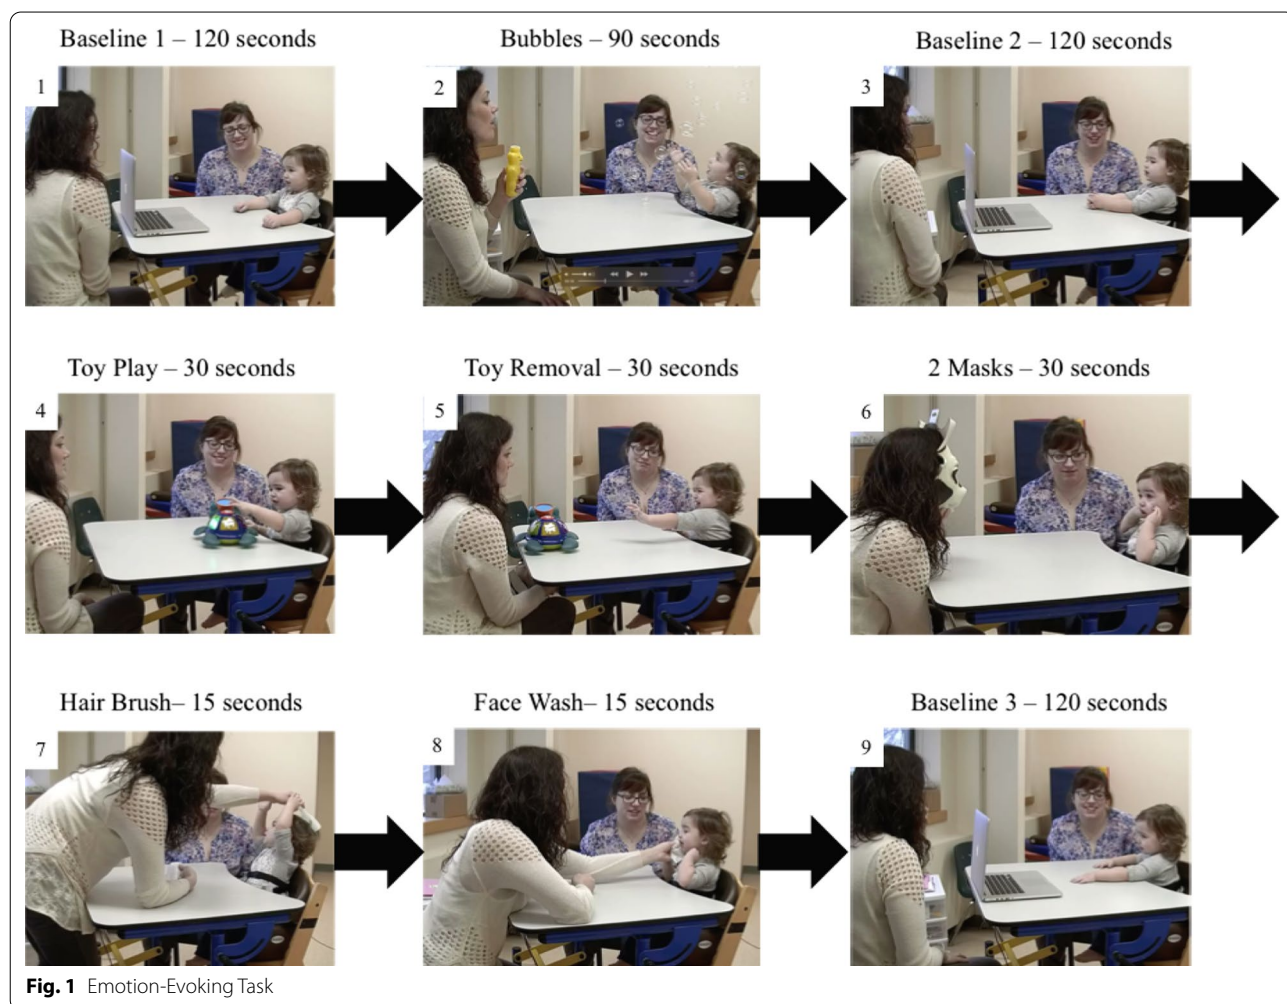 Baseline 1 – 120 seconds
Bubbles – 90 seconds
Baseline 2 – 120 seconds
1
2
3
Toy Play – 30 seconds
Toy Removal – 30 seconds
2 Masks – 30 seconds
4
5
6
Hair Brush– 15 seconds
Face Wash– 15 seconds
Baseline 3 – 120 seconds
7
8
9
Fig. 1 Emotion-Evoking Task